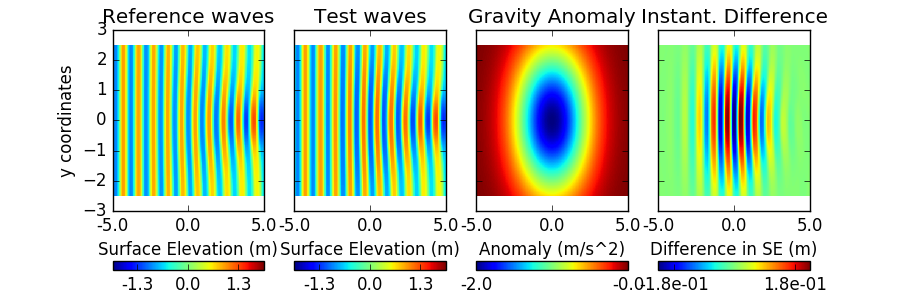 Reference waves Test waves Gravity Anomaly Instant. Difference
3
2
1
0
−1
−2
−3
y coordinates
-5.0 0.0 5.0 -5.0 0.0 5.0 -5.0 0.0 5.0 -5.0 0.0 5.0
Surface Elevation (m) Surface Elevation (m) Anomaly (m/s^2) Difference in SE (m)
-1.3 0.0 1.3 -1.3 0.0 1.3 -2.0 -0.0 -1.8e-01 1.8e-01